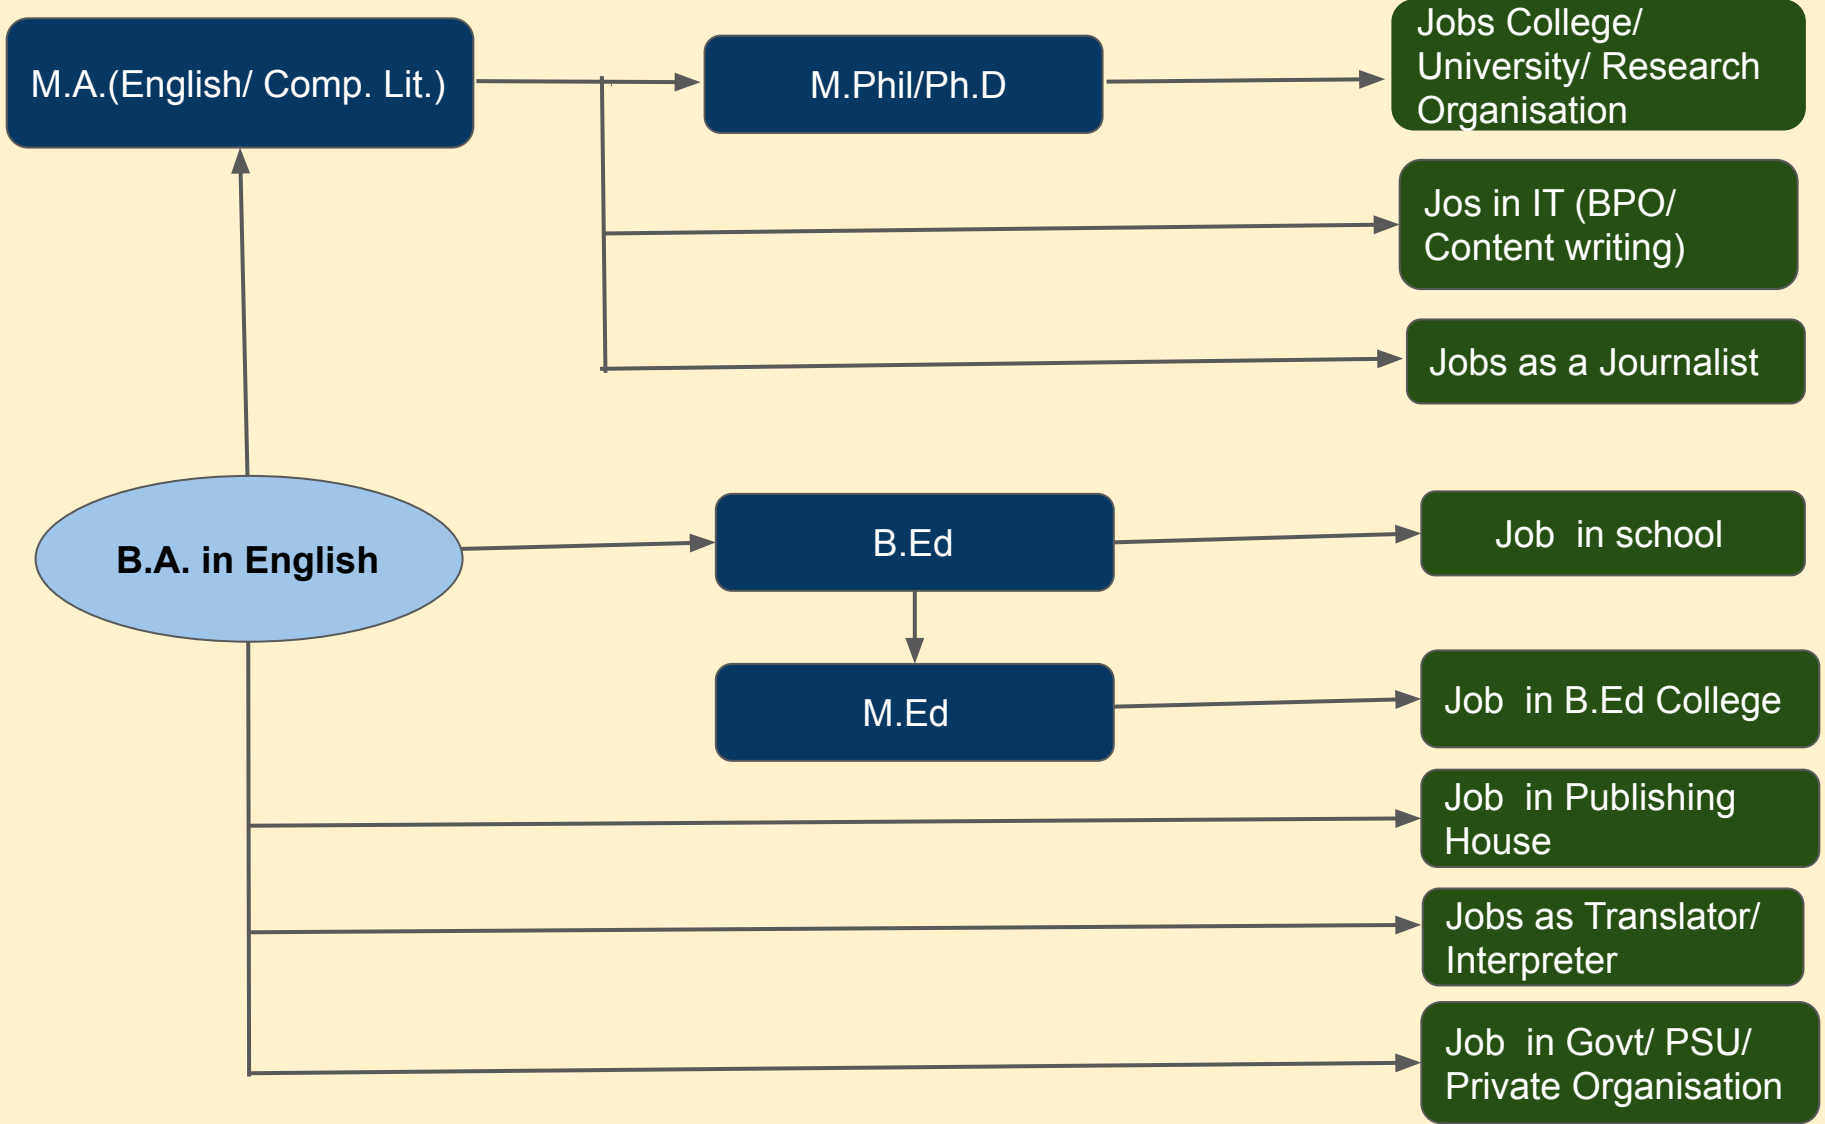 M.A.(English/ Comp. Lit.)
M.Phil/Ph.D
Jobs College/
University/ Research
Organisation
Jos in IT (BPO/
Content writing)
Jobs as a Journalist
B.A. in English
B.Ed
Job  in school
M.Ed
Job  in B.Ed College
Job  in Publishing
House
Jobs as Translator/
Interpreter
Job  in Govt/ PSU/
Private Organisation